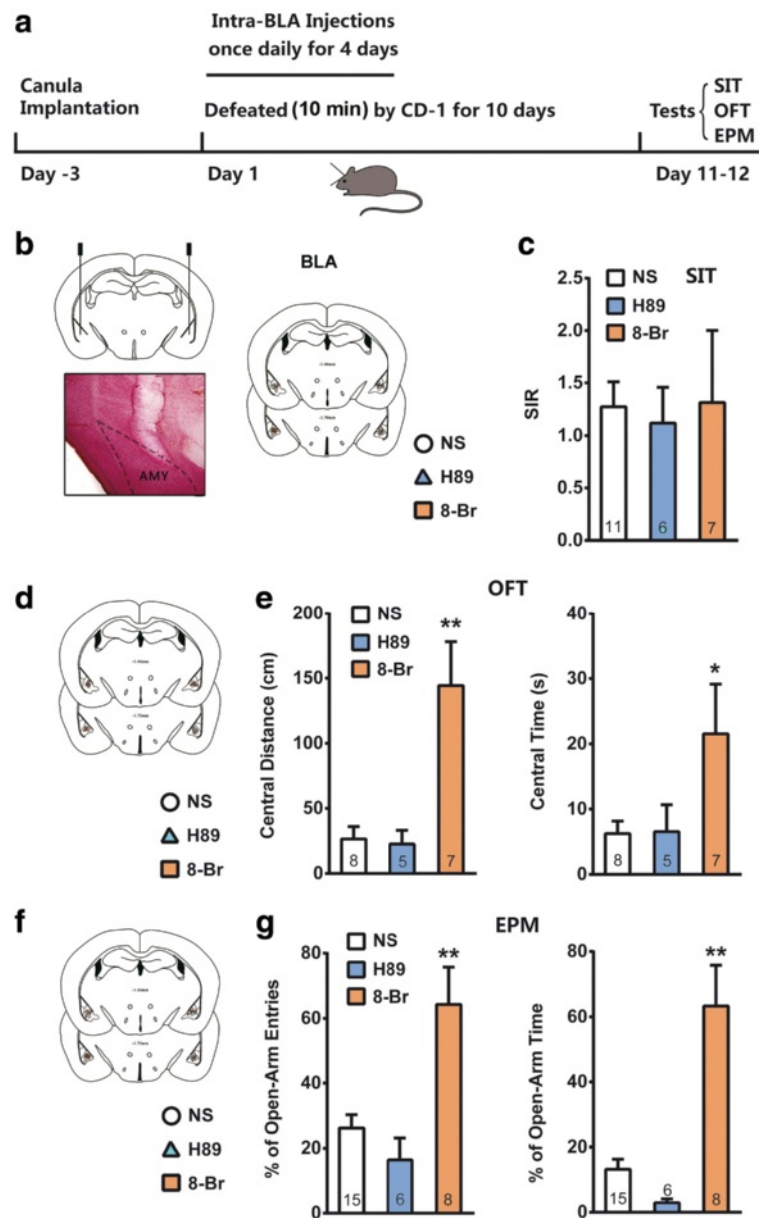 a
Intra-BLA Injections
once daily for 4 days
Canula
Implantation
Defeated (10 min) by CD-1 for 10 days
Tests
SIT
OFT
EPM
Day -3
Day 1
Day 11-12
b
BLA
AMY
NS
H89
8-Br
c
SIT
NS
H89
8-Br
SIR
2.5
2.0
1.5
1.0
0.5
0.0
11
6
7
d
NS
H89
8-Br
e
OFT
NS
H89
8-Br
Central Distance (cm)
200
150
100
50
0
**
8
5
7
Central Time (s)
40
30
20
10
0
*
8
5
7
f
NS
H89
8-Br
g
EPM
NS
H89
8-Br
% of Open-Arm Entries
80
60
40
20
0
**
15
6
8
% of Open-Arm Time
80
60
40
20
0
**
15
6
8